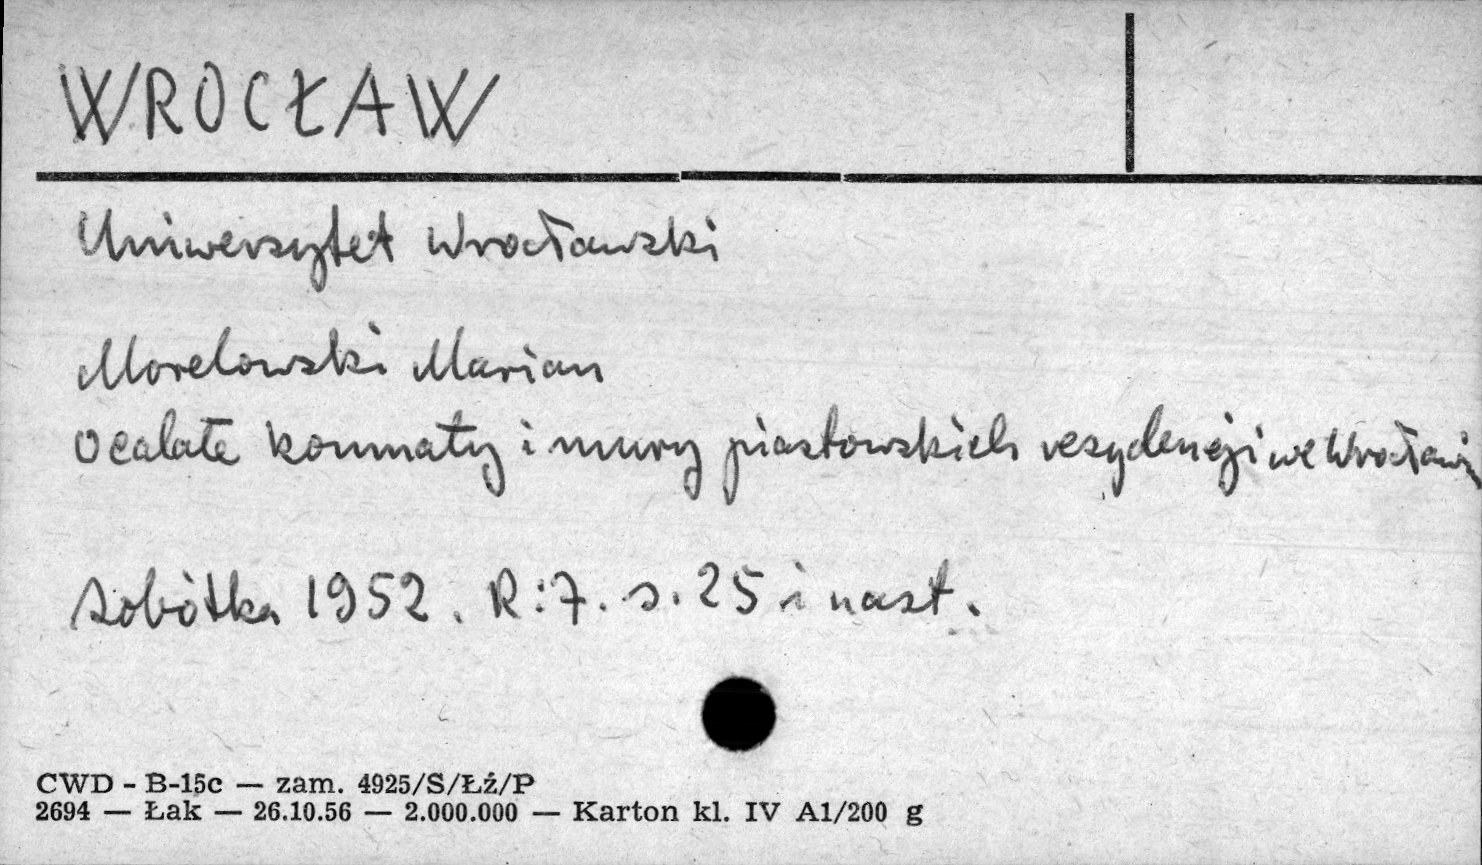 WROCŁAW
Uniwersytet Wrocławski
Morelowski Marian
Ocalałe komnaty i mury piastowskich rezydencji we Wrocławiu
Sobótka 1952. R:7. s. 25 i nast.
CWD - B-15c — zam. 4925/S/Łź/P
2694 — Łak — 26.10.56 — 2.000.000 — Karton kl. IV A1/200 g